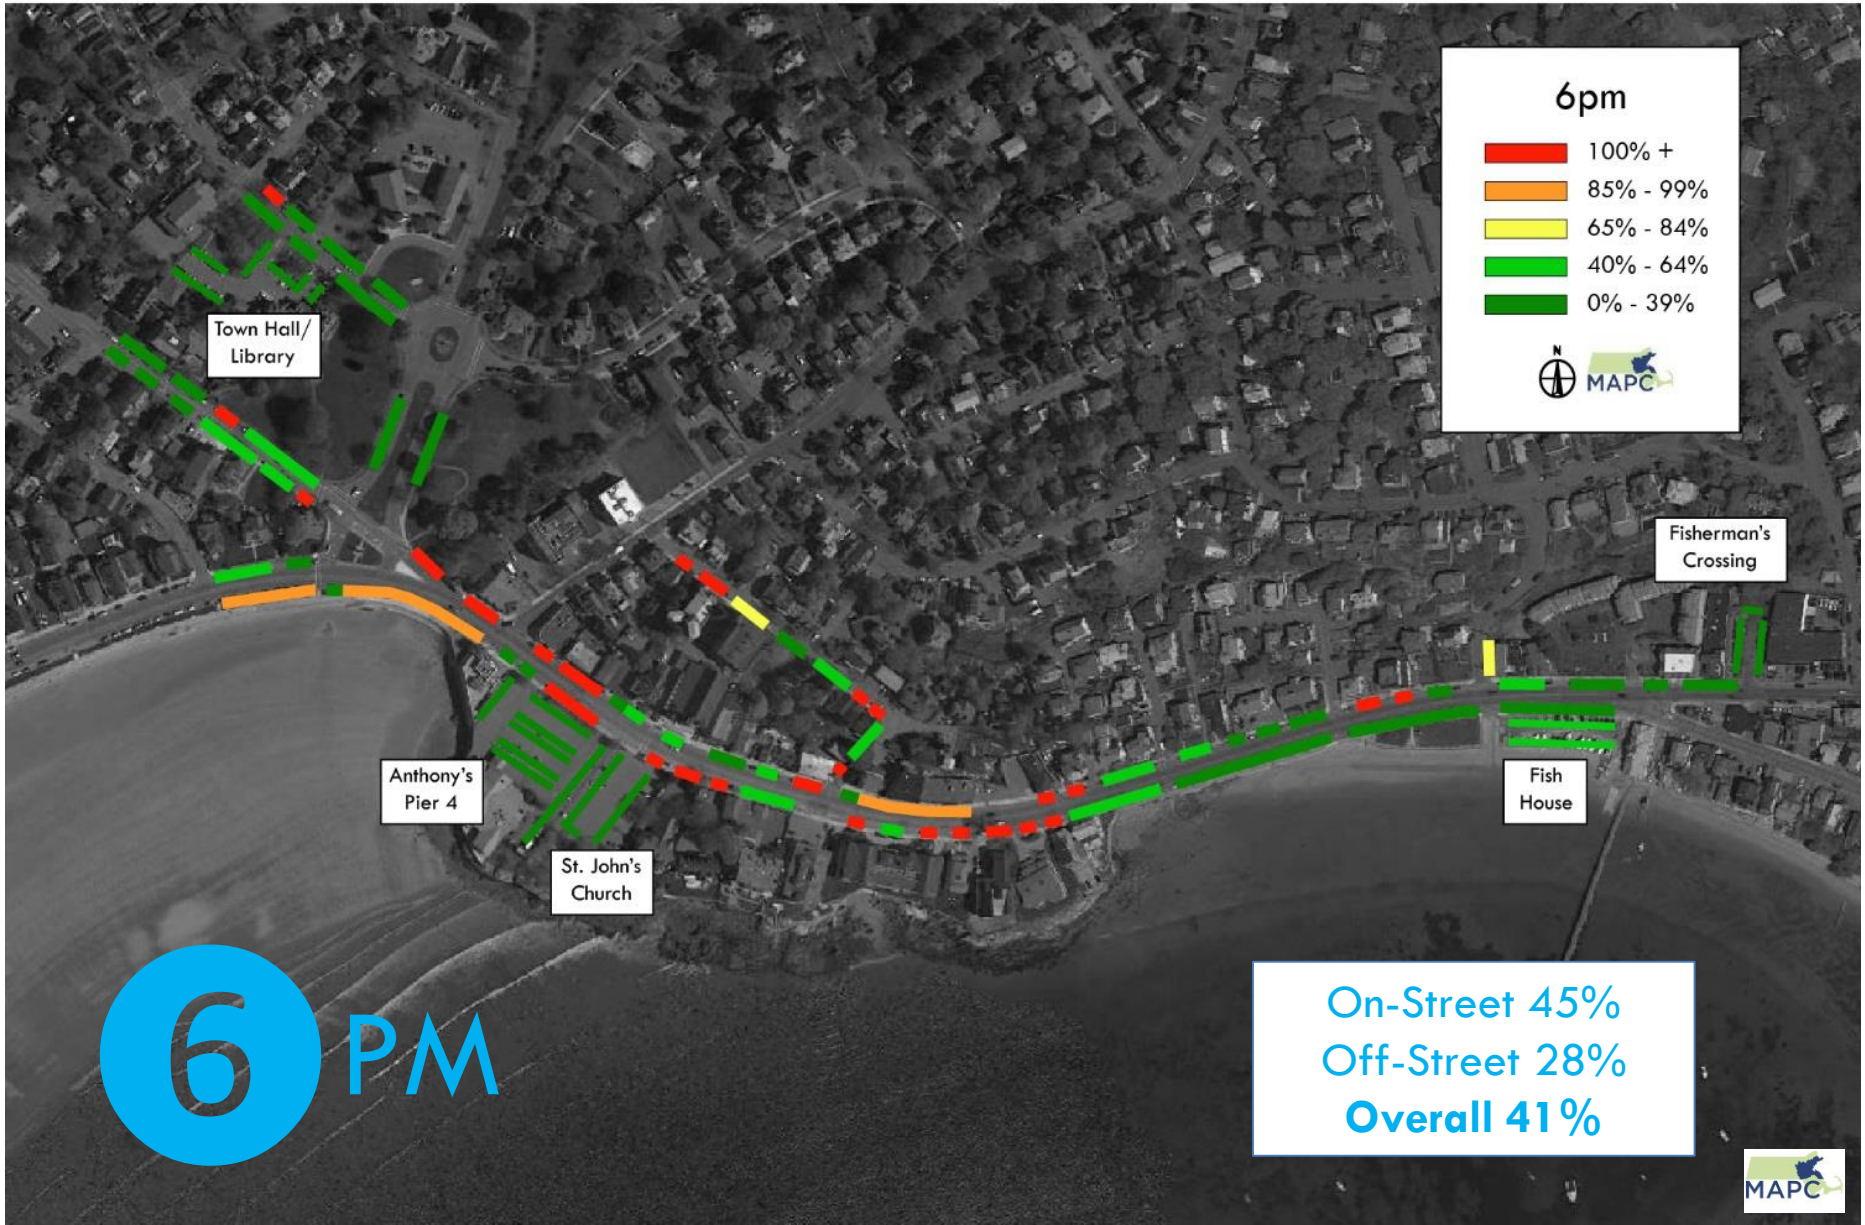 6pm
100% +
85% - 99%
65% - 84%
40% - 64%
0% - 39%
N
MAPC
Town Hall/
Library
Fisherman's
Crossing
Anthony's
Pier 4
Fish
House
St. John's
Church
6 PM
On-Street 45%
Off-Street 28%
Overall 41%
MAPC